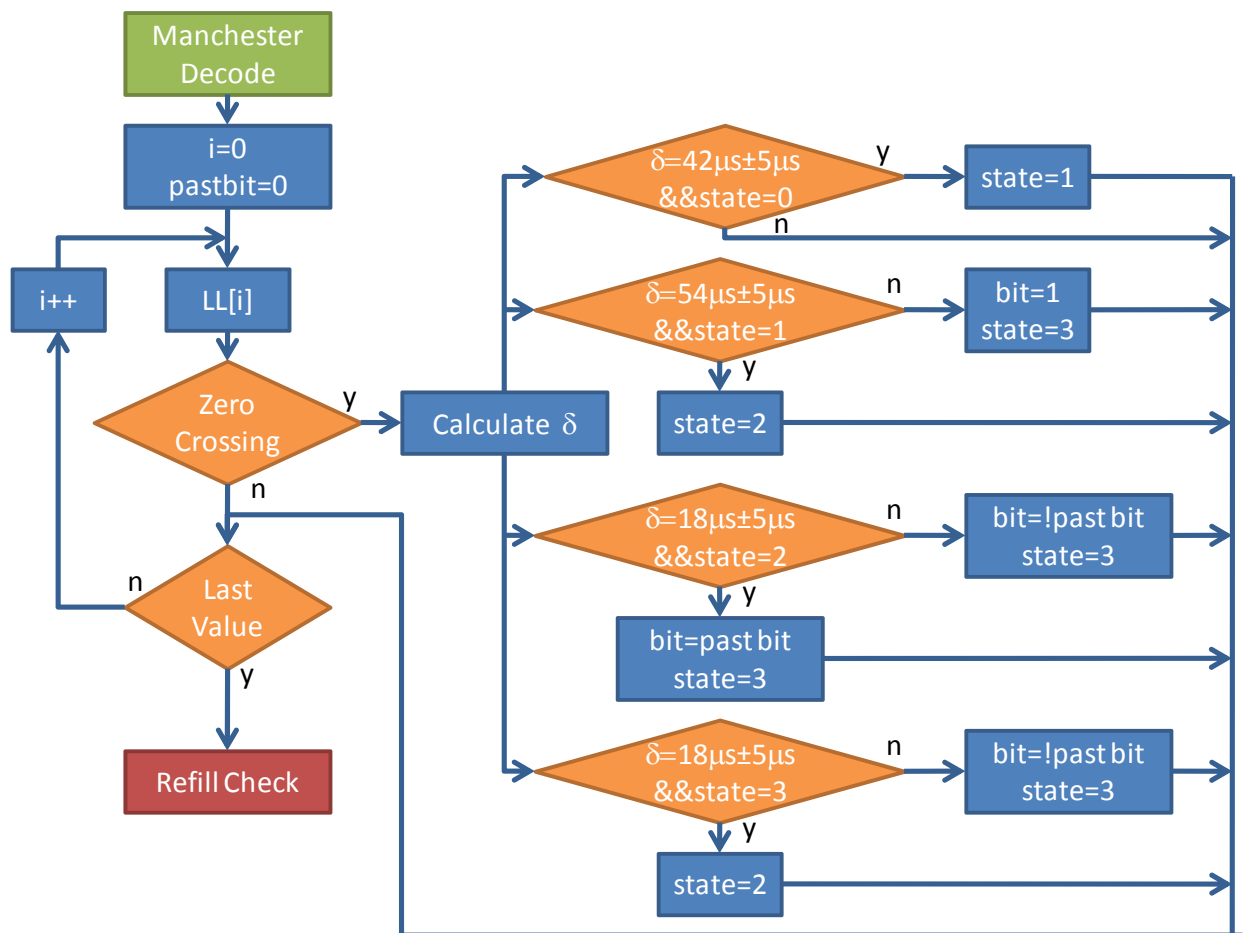 Manchester
Decode
i=0
pastbit=0
i++
LL[i]
Zero
Crossing
y
n
Last
Value
n
y
Refill Check
Calculate δ
δ=42μs±5μs
&&state=0
y
n
state=1
δ=54μs±5μs
&&state=1
n
y
bit=1
state=3
state=2
δ=18μs±5μs
&&state=2
n
y
bit=!past bit
state=3
bit=past bit
state=3
δ=18μs±5μs
&&state=3
n
y
bit=!past bit
state=3
state=2